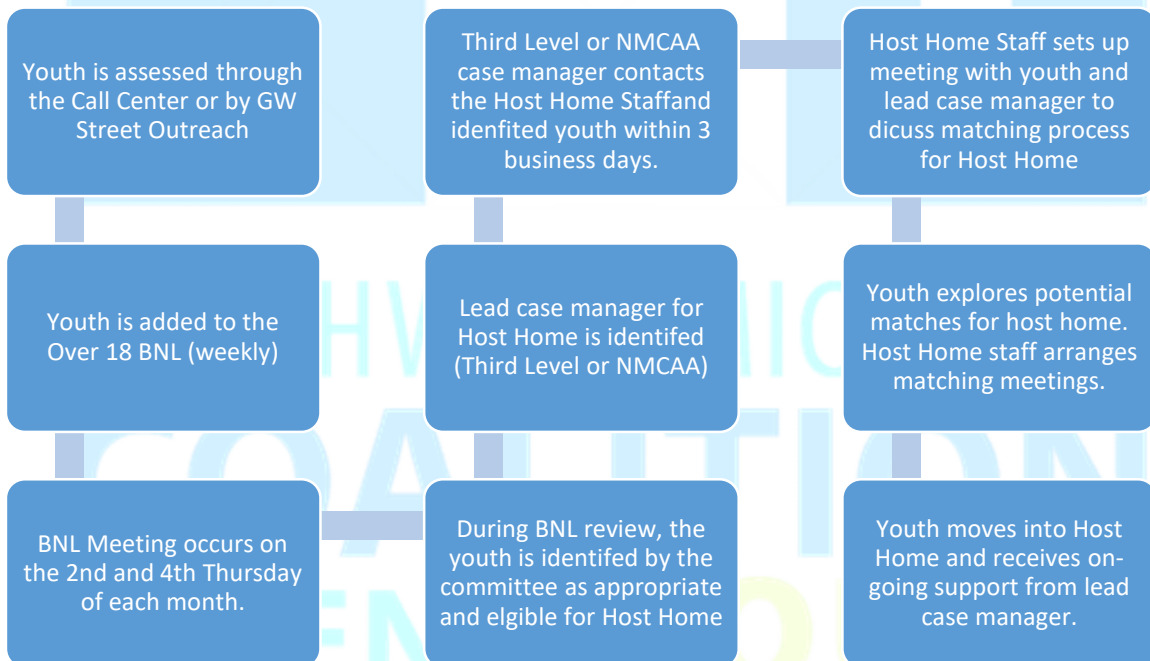 Youth is assessed through
the Call Center or by GW
Street Outreach
Youth is added to the
Over 18 BNL (weekly)
BNL Meeting occurs on
the 2nd and 4th Thursday
of each month.
During BNL review, the
youth is identifed by the
committee as appropriate
and elgible for Host Home
Lead case manager for
Host Home is identifed
(Third Level or NMCAA)
Third Level or NMCAA
case manager contacts
the Host Home Staffand
idenfited youth within 3
business days.
Host Home Staff sets up
meeting with youth and
lead case manager to
dicuss matching process
for Host Home
Youth explores potential
matches for host home.
Host Home staff arranges
matching meetings.
Youth moves into Host
Home and receives on-
going support from lead
case manager.
COALITION